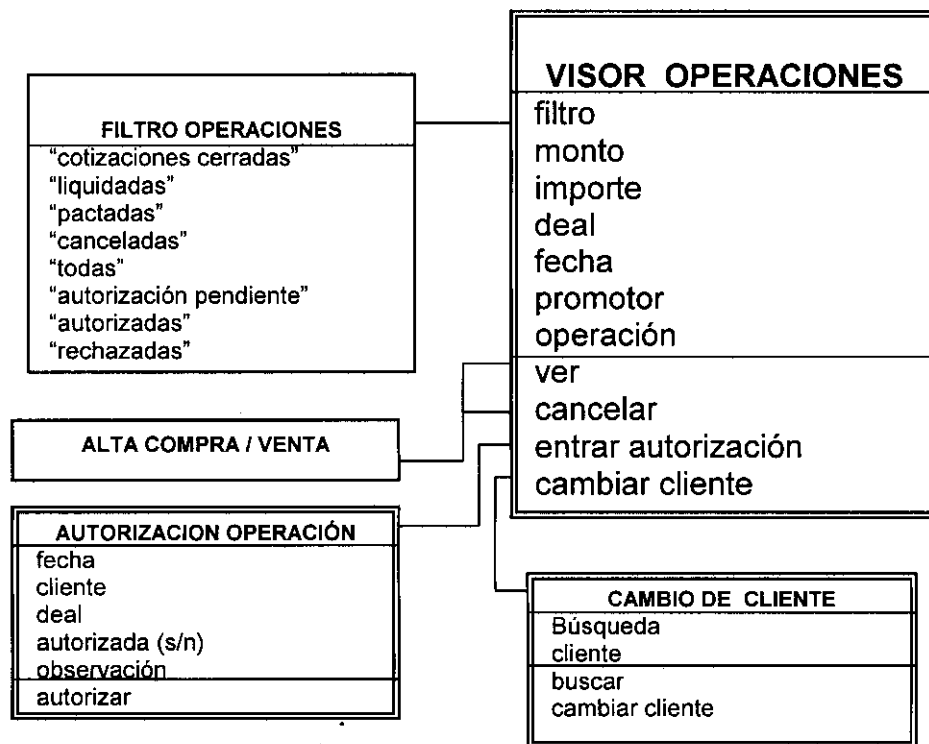 FILTRO OPERACIONES
“cotizaciones cerradas”
“liquidadas”
“pactadas”
“canceladas”
“todas”
“autorización pendiente”
“autorizadas”
“rechazadas”
VISOR OPERACIONES
filtro
monto
importe
deal
fecha
promotor
operación
ver
cancelar
entrar autorización
cambiar cliente
ALTA COMPRA / VENTA
AUTORIZACION OPERACIÓN
fecha
cliente
deal
autorizada (s/n)
observación
autorizar
CAMBIO DE CLIENTE
Búsqueda
cliente
buscar
cambiar cliente